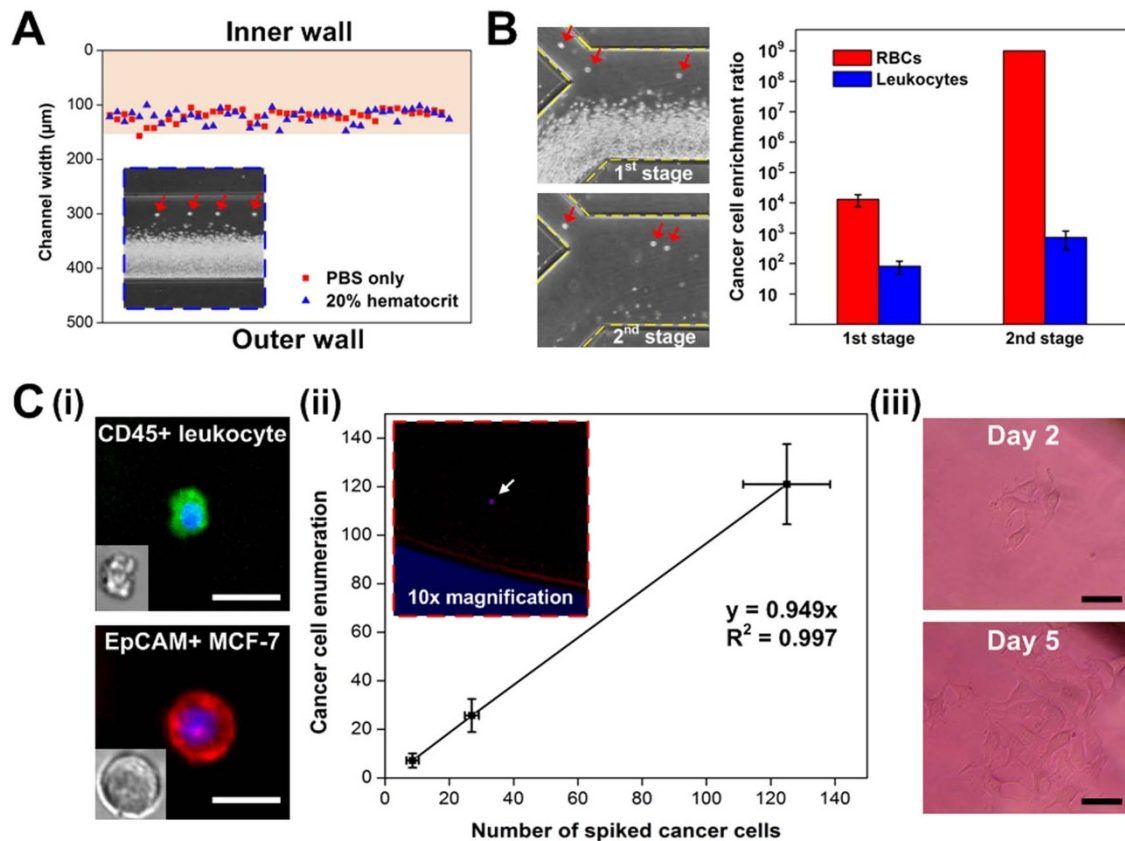 A
Inner wall
0
100
200
300
400
500
Channel width (µm)
PBS only
20% hematocrit
Outer wall
B
1st stage
2nd stage
Cancer cell enrichment ratio
10⁹
10⁸
10⁷
10⁶
10⁵
10⁴
10³
10²
10
RBCs
Leukocytes
1st stage
2nd stage
C
(i)
CD45+ leukocyte
EpCAM+ MCF-7
(ii)
Cancer cell enumeration
140
120
100
80
60
40
20
0
10x magnification
y = 0.949x
R² = 0.997
0 20 40 60 80 100 120 140
Number of spiked cancer cells
(iii)
Day 2
Day 5